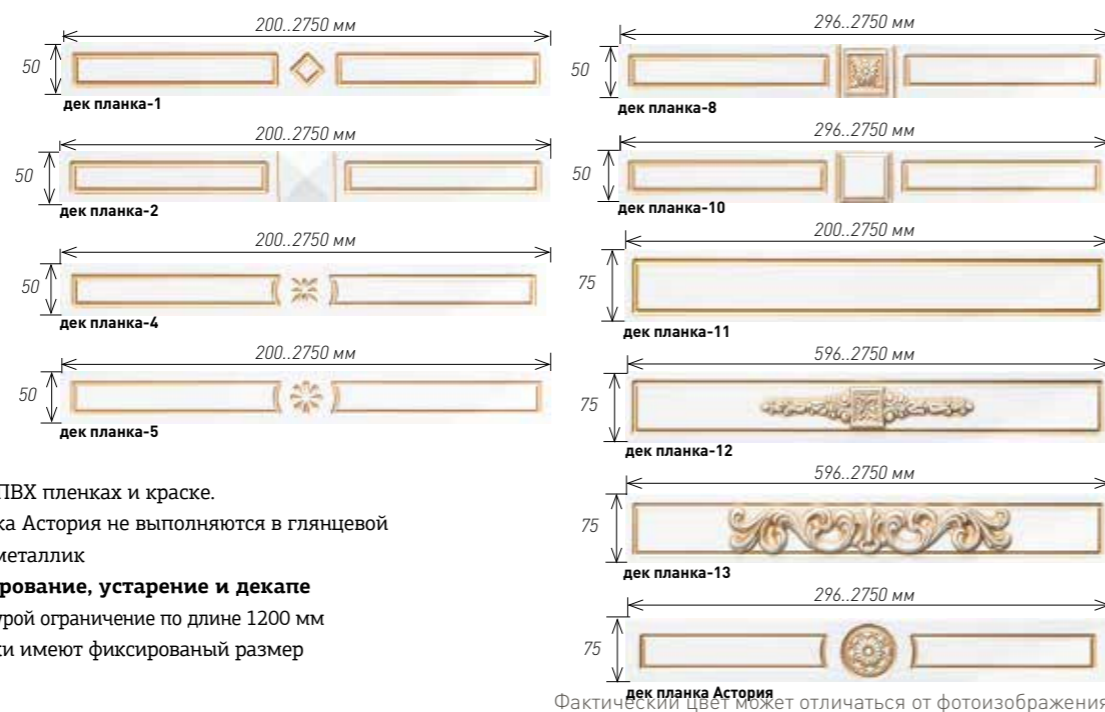 200..2750 мм
50
дек планка-1
200..2750 мм
50
дек планка-2
200..2750 мм
50
дек планка-4
200..2750 мм
50
дек планка-5
ПВХ пленках и краске.
ка Астория не выполняются в глянцевой
металлик
рование, устарение и декапе
урой ограничение по длине 1200 мм
ки имеют фиксированый размер
296..2750 мм
50
дек планка-8
296..2750 мм
50
дек планка-10
200..2750 мм
75
дек планка-11
596..2750 мм
75
дек планка-12
596..2750 мм
75
дек планка-13
296..2750 мм
75
дек планка Астория
Фактический цвет может отличаться от фотоизображения